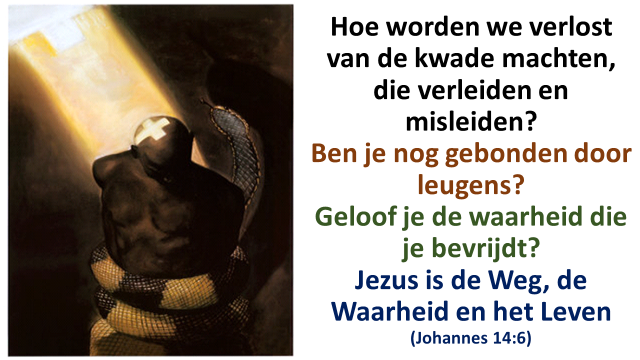 Hoe worden we verlost
van de kwade machten,
die verleiden en
misleiden?
Ben je nog gebonden door
leugens?
Geloof je de waarheid die
je bevrijdt?
Jezus is de Weg, de
Waarheid en het Leven
(Johannes 14:6)